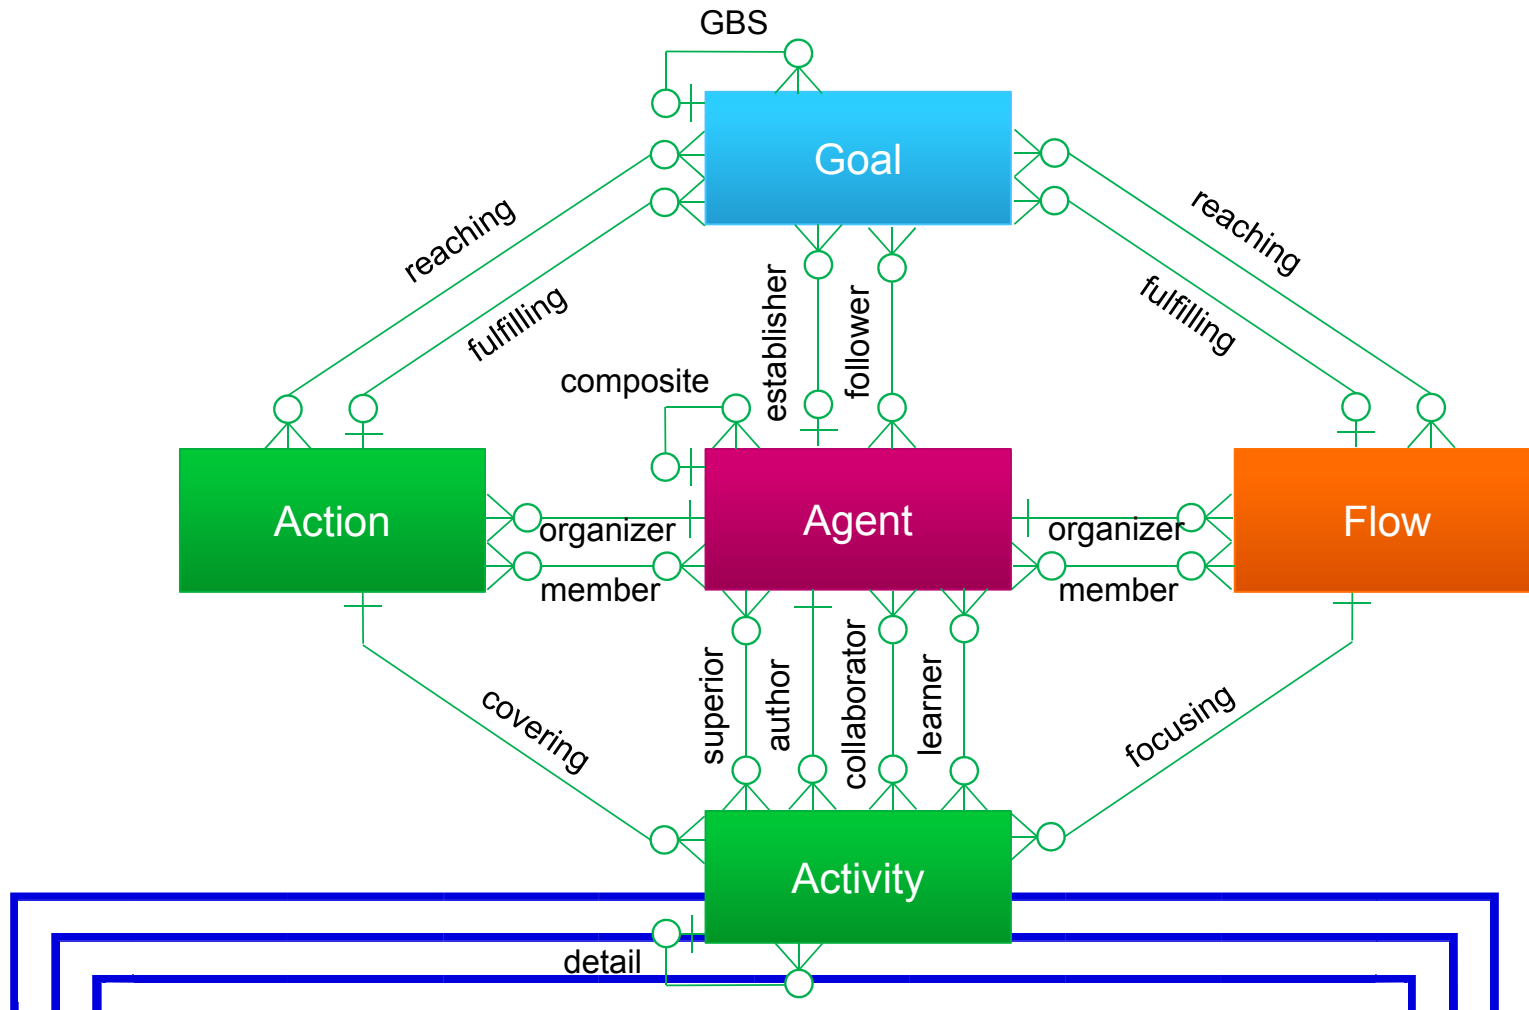 GBS
Goal
reaching
reaching
fulfilling
fulfilling
establisher
follower
composite
Action
Agent
Flow
organizer
organizer
member
member
superior
author
collaborator
learner
covering
focusing
Activity
detail